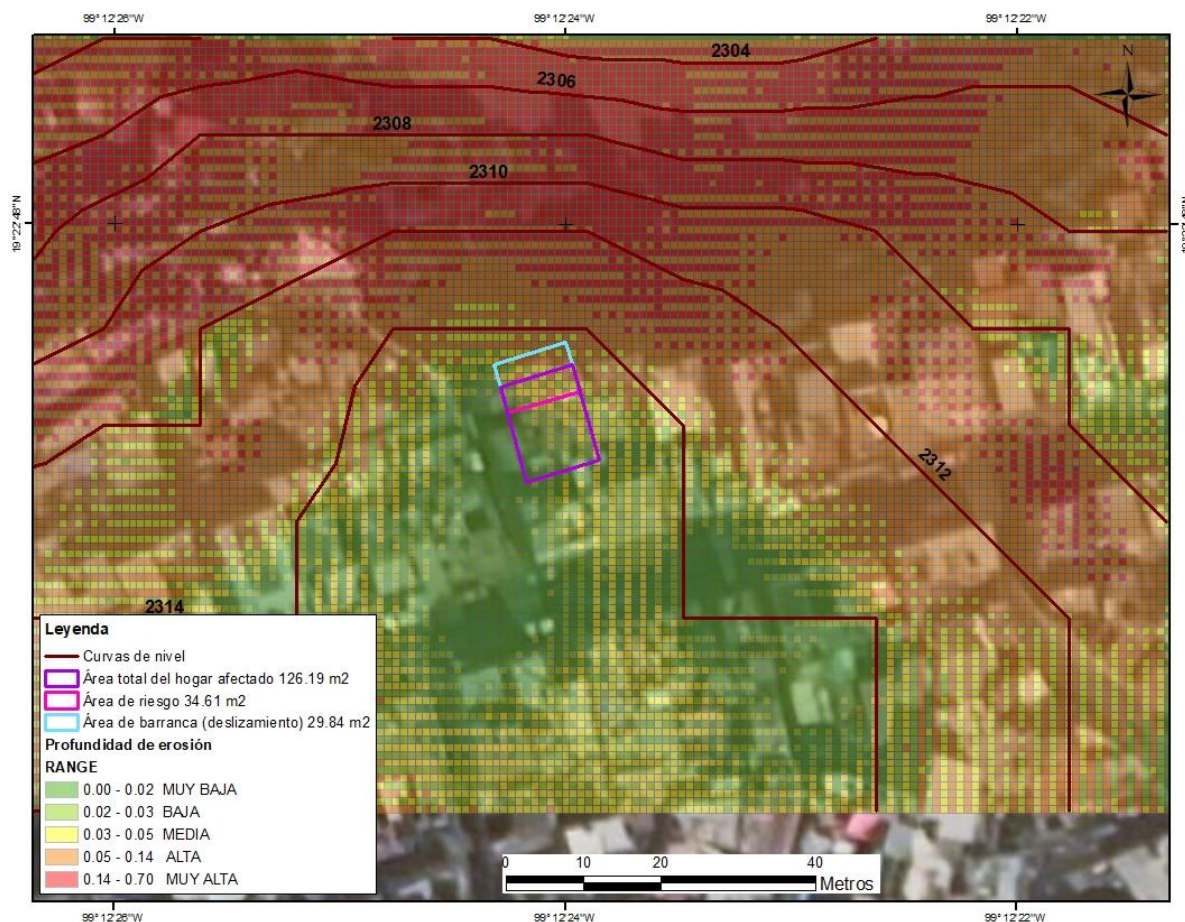 99°12'26"W
99°12'24"W
99°12'22"W
N
2304
2306
2308
2310
19°22'48"N
2312
2314
Leyenda
Curvas de nivel
Área total del hogar afectado 126.19 m2
Área de riesgo 34.61 m2
Área de barranca (deslizamiento) 29.84 m2
Profundidad de erosión
RANGE
0.00 - 0.02 MUY BAJA
0.02 - 0.03 BAJA
0.03 - 0.05 MEDIA
0.05 - 0.14 ALTA
0.14 - 0.70 MUY ALTA
0 10 20 40
Metros
99°12'26"W
99°12'24"W
99°12'22"W